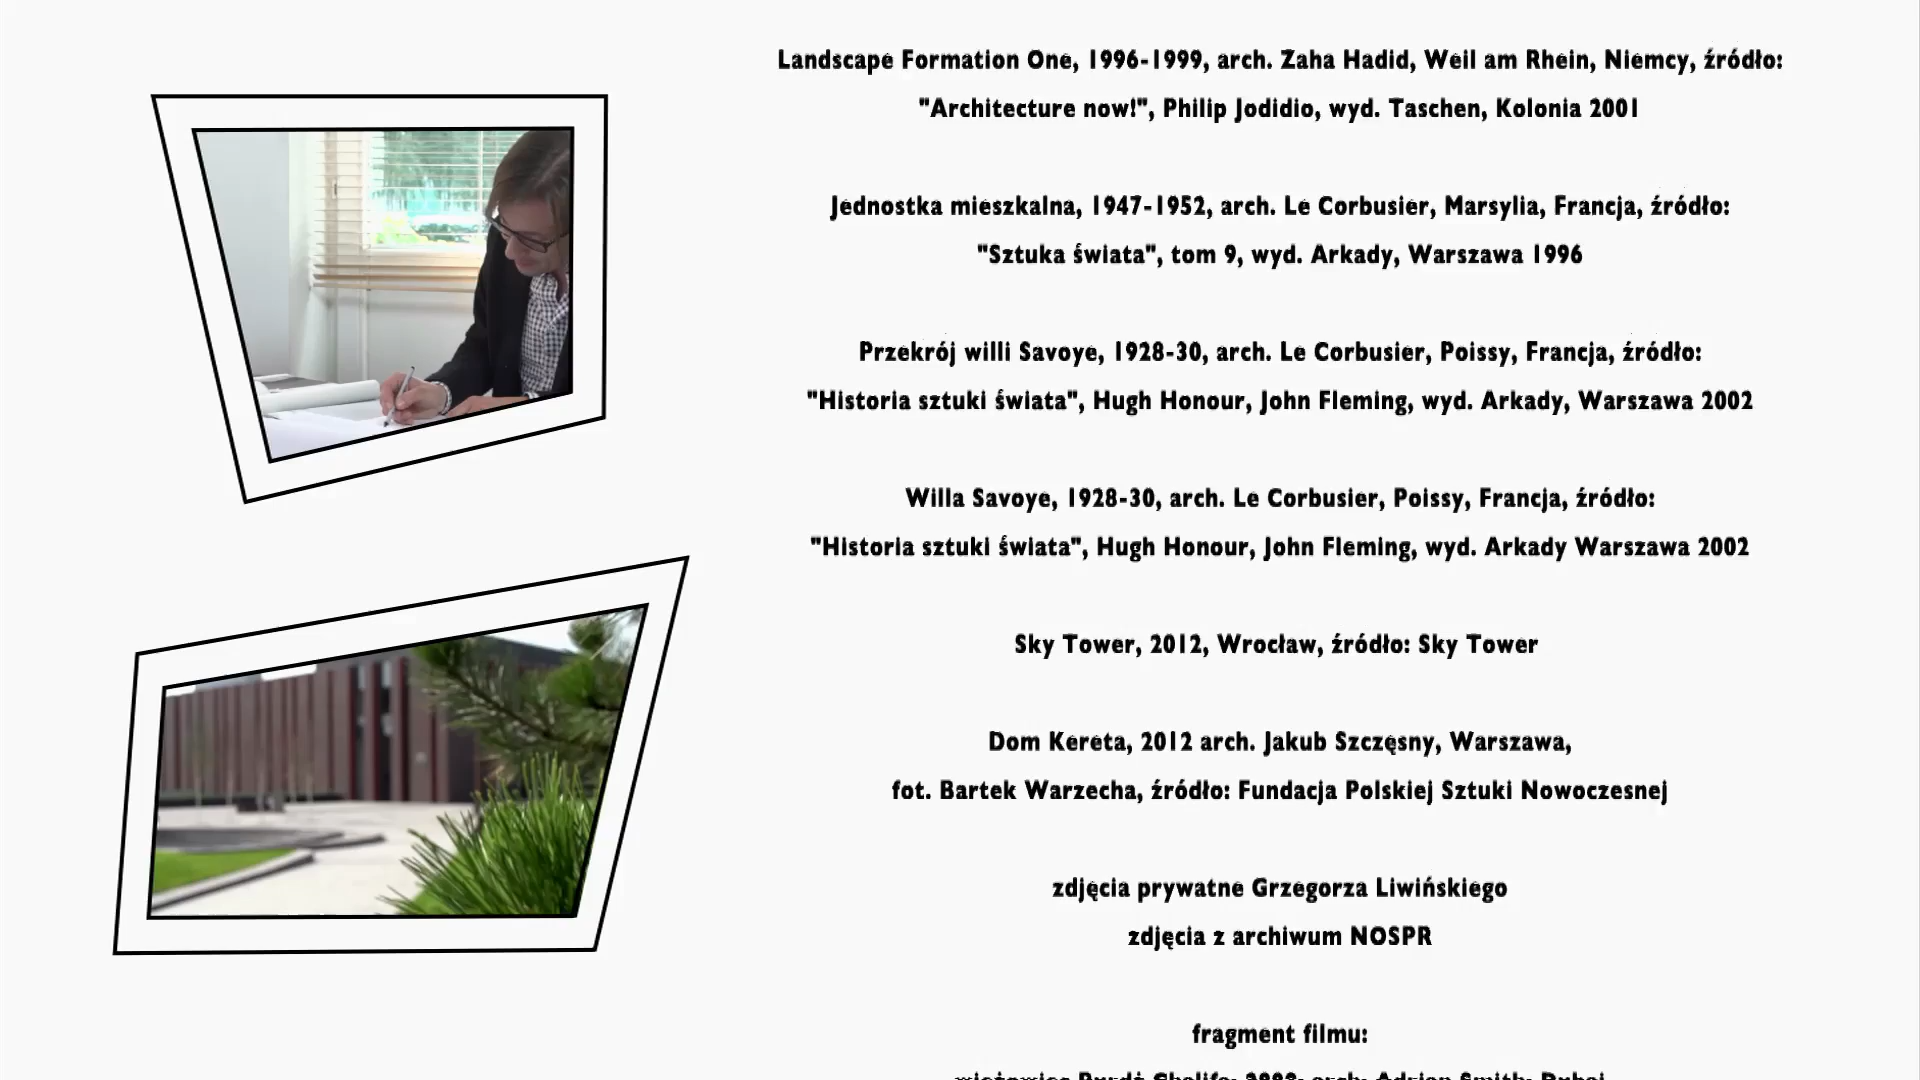 Landscape Formation One, 1996-1999, arch. Zaha Hadid, Weil am Rhein, Niemcy, źródło:
"Architecture now!", Philip Jodidio, wyd. Taschen, Kolonia 2001
Jednostka mieszkalna, 1947-1952, arch. Le Corbusier, Marsylia, Francja, źródło:
"Sztuka świata", tom 9, wyd. Arkady, Warszawa 1996
Przekrój willi Savoye, 1928-30, arch. Le Corbusier, Poissy, Francja, źródło:
"Historia sztuki świata", Hugh Honour, John Fleming, wyd. Arkady, Warszawa 2002
Willa Savoye, 1928-30, arch. Le Corbusier, Poissy, Francja, źródło:
"Historia sztuki świata", Hugh Honour, John Fleming, wyd. Arkady Warszawa 2002
Sky Tower, 2012, Wrocław, źródło: Sky Tower
Dom Kereta, 2012 arch. Jakub Szczęsny, Warszawa,
fot. Bartek Warzecha, źródło: Fundacja Polskiej Sztuki Nowoczesnej
zdjęcia prywatne Grzegorza Liwińskiego
zdjęcia z archiwum NOSPR
fragment filmu: